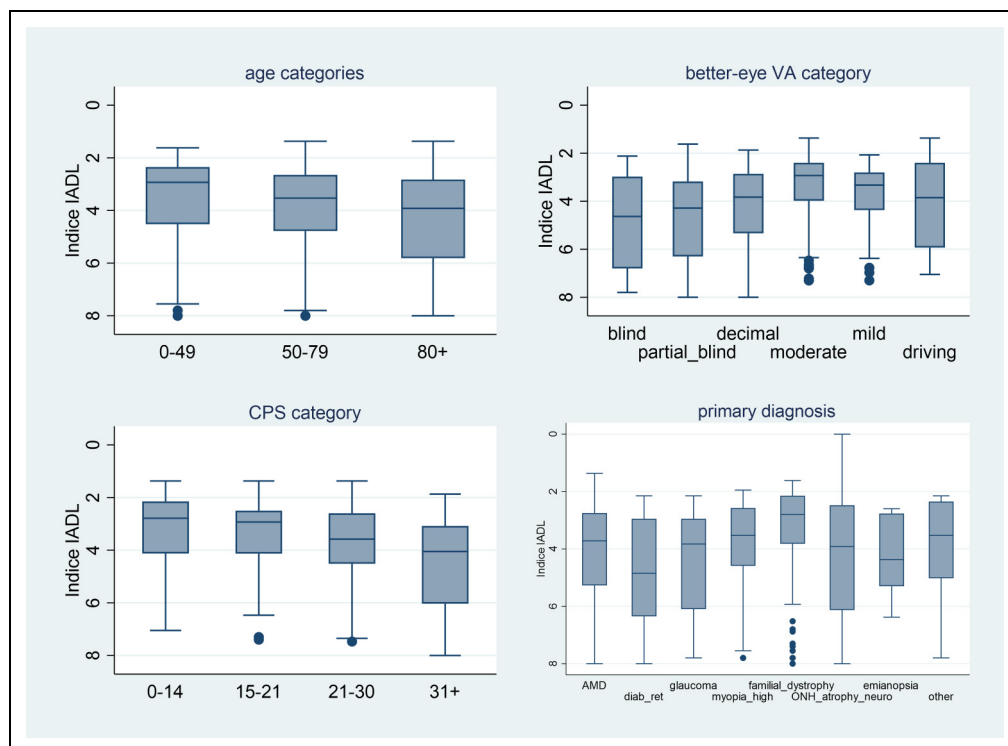 age categories
Indice IADL
0
2
4
6
8
0-49 50-79 80+
better-eye VA category
Indice IADL
0
2
4
6
8
blind decimal mild
partial_blind moderate driving
CPS category
Indice IADL
0
2
4
6
8
0-14 15-21 21-30 31+
primary diagnosis
Indice IADL
0
2
4
6
8
AMD glaucoma familial_dystrophy emianopsia
diab_ret myopia_high ONH_atrophy_neuro other